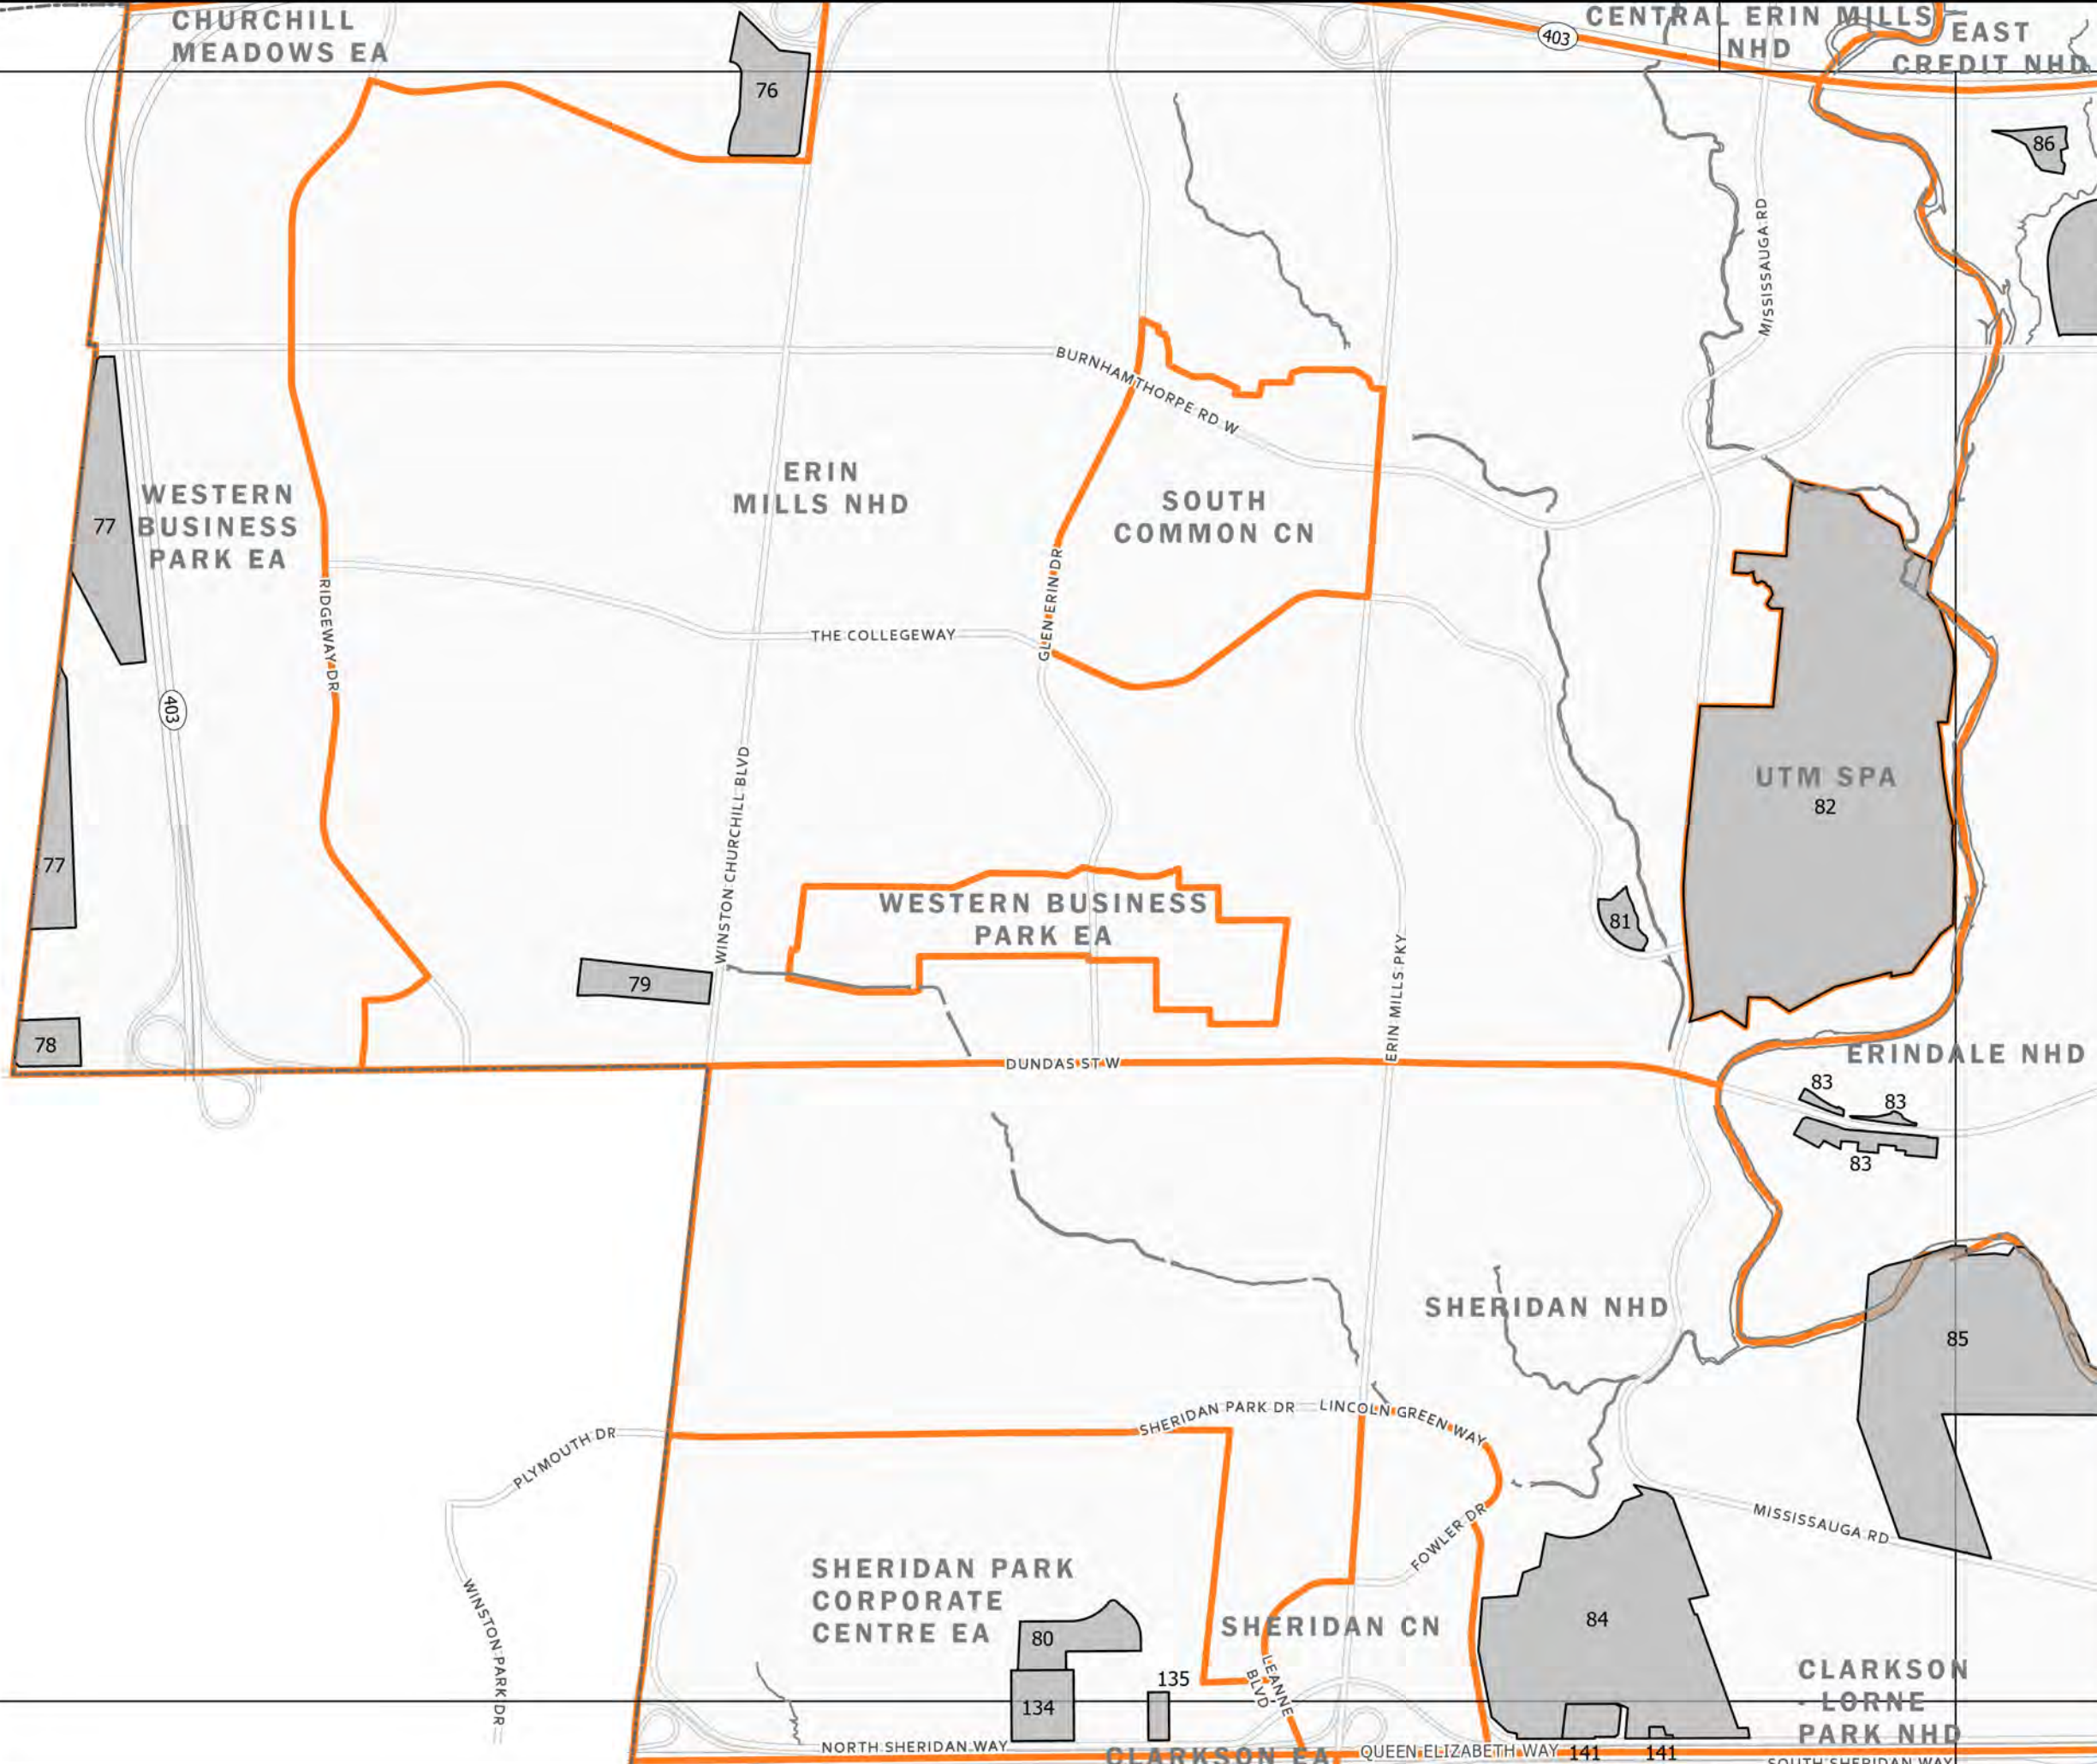 CHURCHILL
MEADOWS EA
CENTRAL ERIN MILLS
NHD
EAST
CREDIT NHD
403
76
86
MISSISSAUGA RD
BURNHAMTHORPE RD W
ERIN
MILLS NHD
SOUTH
COMMON CN
77
WESTERN
BUSINESS
PARK EA
RIDGEWAY DR
GLEN ERIN DR
THE COLLEGEWAY
403
WINSTON CHURCHILL BLVD
UTM SPA
82
77
WESTERN BUSINESS
PARK EA
81
ERIN MILLS PKY
79
78
DUNDAS ST W
ERINDALE NHD
83
83
83
SHERIDAN NHD
85
SHERIDAN PARK DR
LINCOLN GREEN WAY
PLYMOUTH DR
FOWLER DR
MISSISSAUGA RD
WINSTON PARK DR
SHERIDAN PARK
CORPORATE
CENTRE EA
80
SHERIDAN CN
84
134
135
LEANNE
BLVD
CLARKSON
- LORNE
PARK NHD
NORTH SHERIDAN WAY
CLARKSON EA
QUEEN ELIZABETH WAY
141
141
SOUTH SHERIDAN WAY